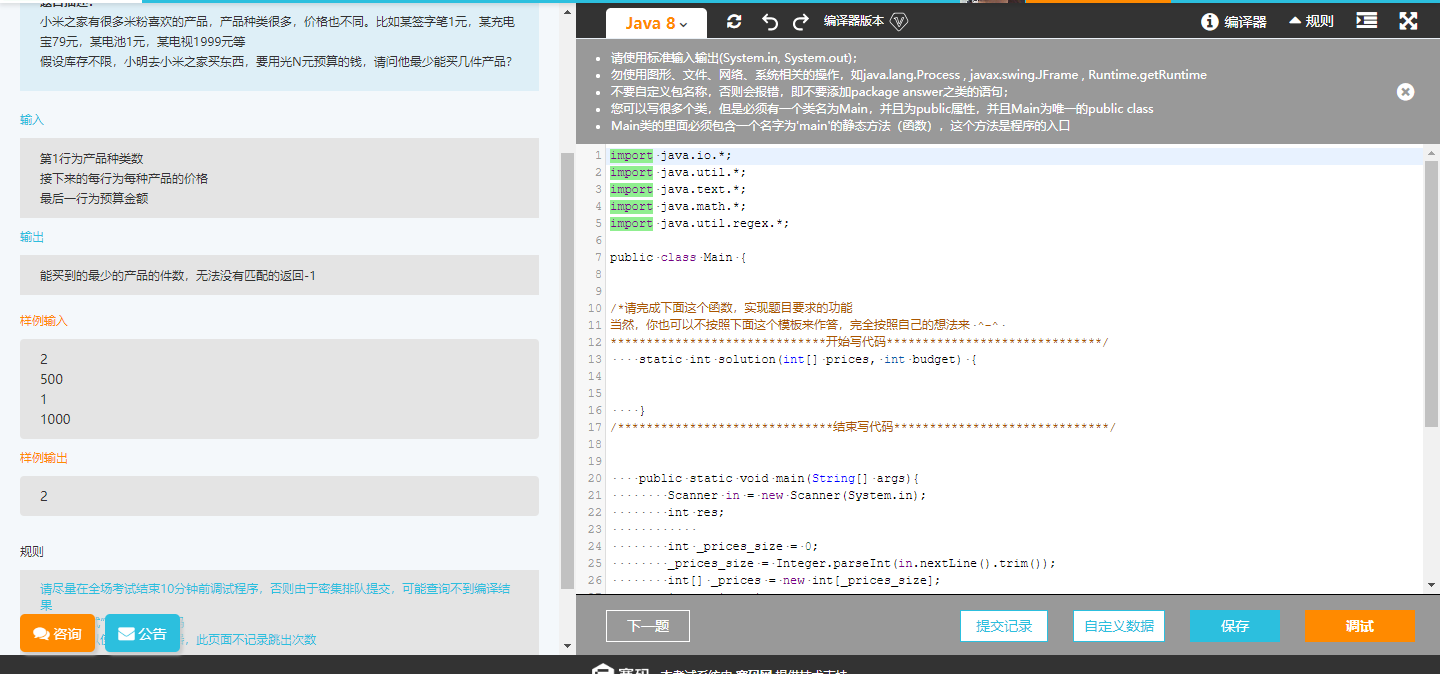 小米之家有很多米粉喜欢的产品，产品种类很多，价格也不同。比如某签字笔1元，某充电
宝79元，某电池1元，某电视1999元等
假设库存不限，小明去小米之家买东西，要用光N元预算的钱，请问他最少能买几件产品？
输入
第1行为产品种类数
接下来的每行为每种产品的价格
最后一行为预算金额
输出
能买到的最少的产品的件数，无法没有匹配的返回-1
样例输入
2
500
1
1000
样例输出
2
规则
请尽量在全场考试结束10分钟前调试程序，否则由于密集排队提交，可能查询不到编译结
果
，此页面不记录跳出次数
咨询
公告
Java 8
编译器版本
编译器
规则
请使用标准输入输出(System.in, System.out)；
勿使用图形、文件、网络、系统相关的操作，如java.lang.Process , javax.swing.JFrame , Runtime.getRuntime
不要自定义包名称，否则会报错，即不要添加package answer之类的语句；
您可以写很多个类，但是必须有一个类名为Main，并且为public属性，并且Main为唯一的public class
Main类的里面必须包含一个名字为'main'的静态方法（函数），这个方法是程序的入口
1 import·java.io.*;
2 import·java.util.*;
3 import·java.text.*;
4 import·java.math.*;
5 import·java.util.regex.*;
6
7 public·class·Main·{
8
9
10 /*请完成下面这个函数，实现题目要求的功能
11 当然，你也可以不按照下面这个模板来作答，完全按照自己的想法来·^-^·
12 ******************************开始写代码******************************/
13 ····static·int·solution(int[]·prices,·int·budget)·{
14
15
16 ····}
17 /******************************结束写代码******************************/
18
19
20 ····public·static·void·main(String[]·args){
21 ········Scanner·in·=·new·Scanner(System.in);
22 ········int·res;
23 ············
24 ········int·_prices_size·=·0;
25 ········_prices_size·=·Integer.parseInt(in.nextLine().trim());
26 ········int[]·_prices·=·new·int[_prices_size];
下一题
提交记录
自定义数据
保存
调试